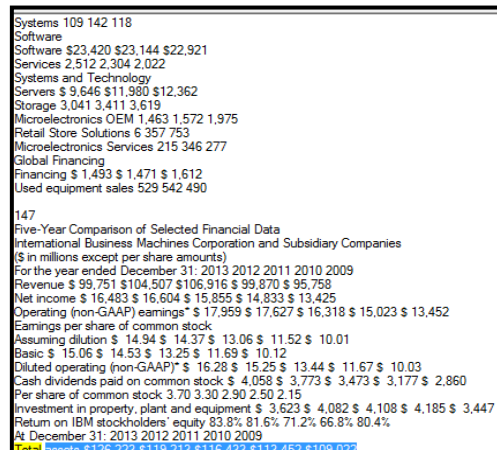 Systems 109 142 118
Software
Software $23,420 $23,144 $22,921
Services 2,512 2,304 2,022
Systems and Technology
Servers $ 9,646 $11,980 $12,362
Storage 3,041 3,411 3,619
Microelectronics OEM 1,463 1,572 1,975
Retail Store Solutions 6 357 753
Microelectronics Services 215 346 277
Global Financing
Financing $ 1,493 $ 1,471 $ 1,612
Used equipment sales 529 542 490
147
Five-Year Comparison of Selected Financial Data
International Business Machines Corporation and Subsidiary Companies
($ in millions except per share amounts)
For the year ended December 31: 2013 2012 2011 2010 2009
Revenue $ 99,751 $104,507 $106,916 $ 99,870 $ 95,758
Net income $ 16,483 $ 16,604 $ 15,855 $ 14,833 $ 13,425
Operating (non-GAAP) earnings* $ 17,959 $ 17,627 $ 16,318 $ 15,023 $ 13,452
Earnings per share of common stock
Assuming dilution $ 14.94 $ 14.37 $ 13.06 $ 11.52 $ 10.01
Basic $ 15.06 $ 14.53 $ 13.25 $ 11.69 $ 10.12
Diluted operating (non-GAAP)* $ 16.28 $ 15.25 $ 13.44 $ 11.67 $ 10.03
Cash dividends paid on common stock $ 4,058 $ 3,773 $ 3,473 $ 3,177 $ 2,860
Per share of common stock 3.70 3.30 2.90 2.50 2.15
Investment in property, plant and equipment $ 3,623 $ 4,082 $ 4,108 $ 4,185 $ 3,447
Return on IBM stockholders' equity 83.8% 81.6% 71.2% 66.8% 80.4%
At December 31: 2013 2012 2011 2010 2009
Total assets $126,223 $119,213 $116,433 $113,452 $109,022